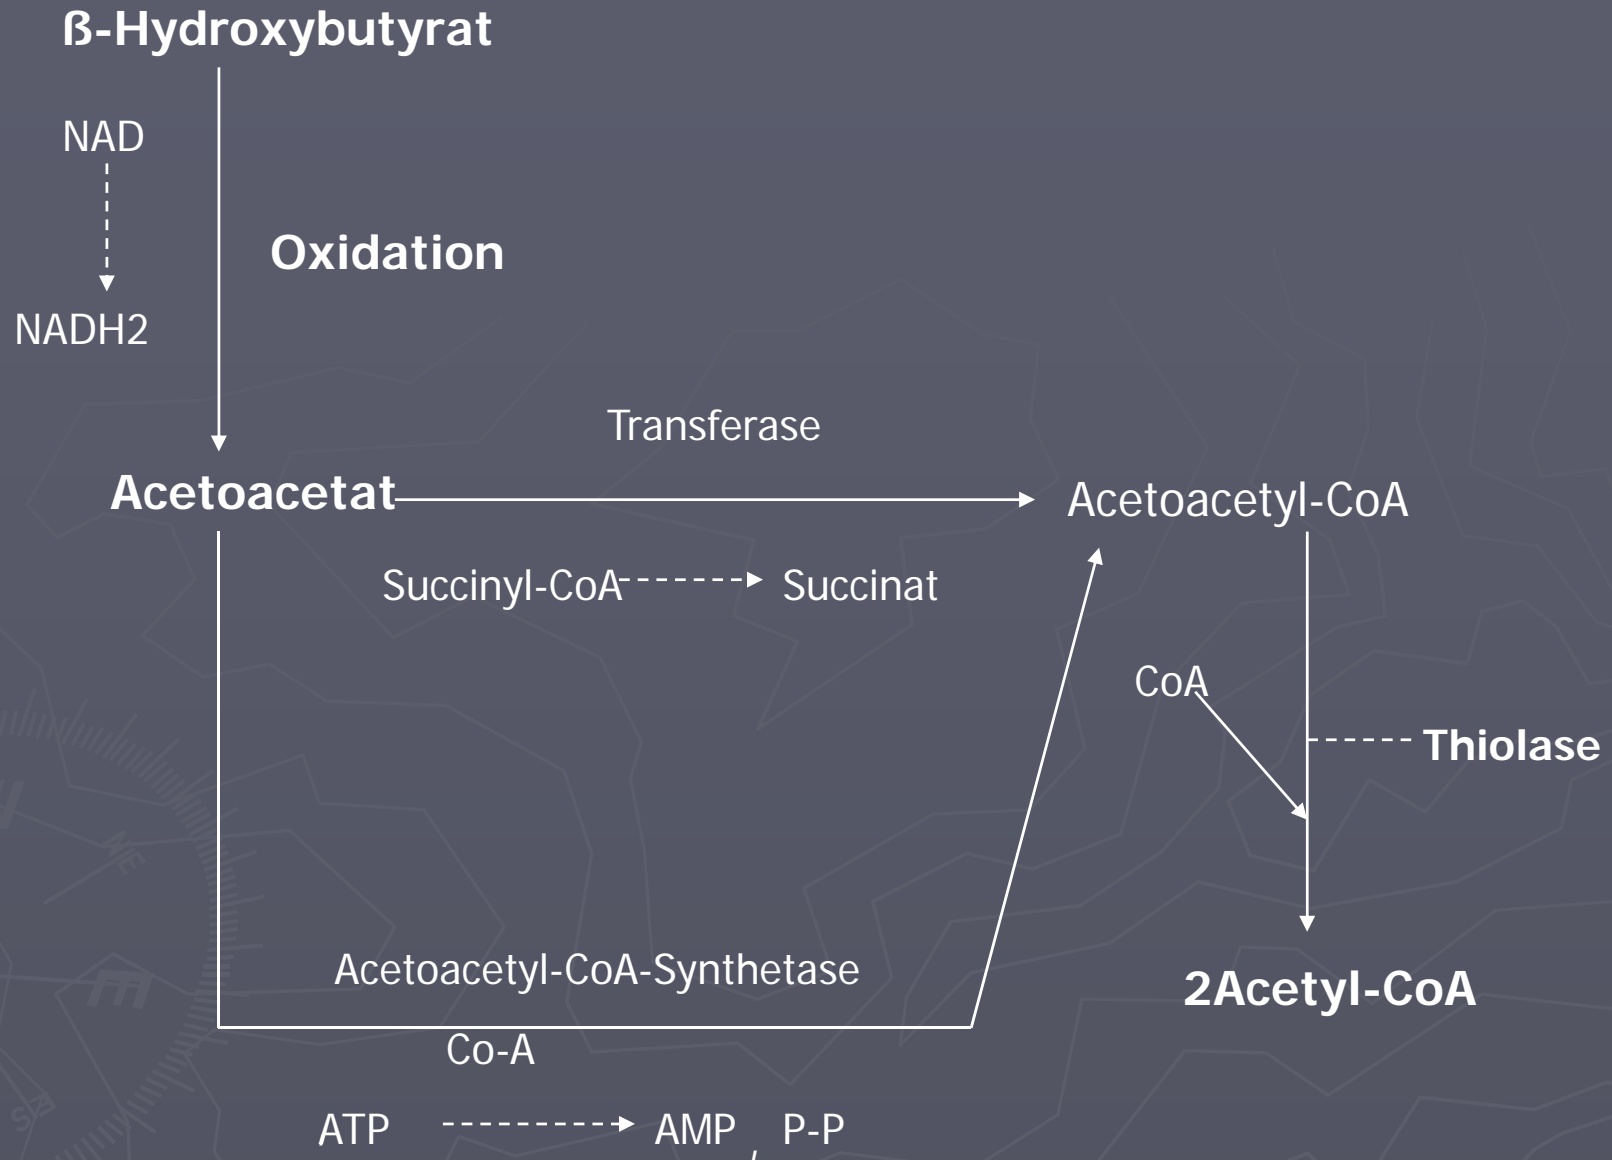 ß-Hydroxybutyrat
NAD
Oxidation
NADH2
Transferase
Acetoacetat
Acetoacetyl-CoA
Succinyl-CoA
Succinat
CoA
Thiolase
Acetoacetyl-CoA-Synthetase
2Acetyl-CoA
Co-A
ATP
AMP
P-P
NE
E